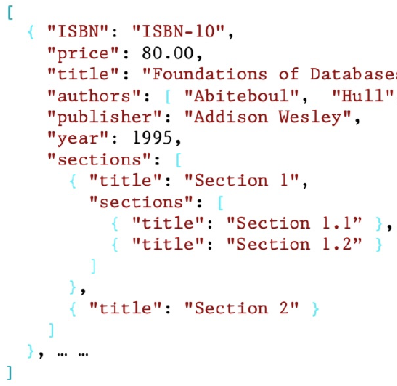 [
{ "ISBN": "ISBN-10",
"price": 80.00,
"title": "Foundations of Databases
"authors": [ "Abiteboul", "Hull"
"publisher": "Addison Wesley",
"year": 1995,
"sections": [
{ "title": "Section 1",
"sections": [
{ "title": "Section 1.1” },
{ "title": "Section 1.2” }
]
},
{ "title": "Section 2" }
]
}, … …
]